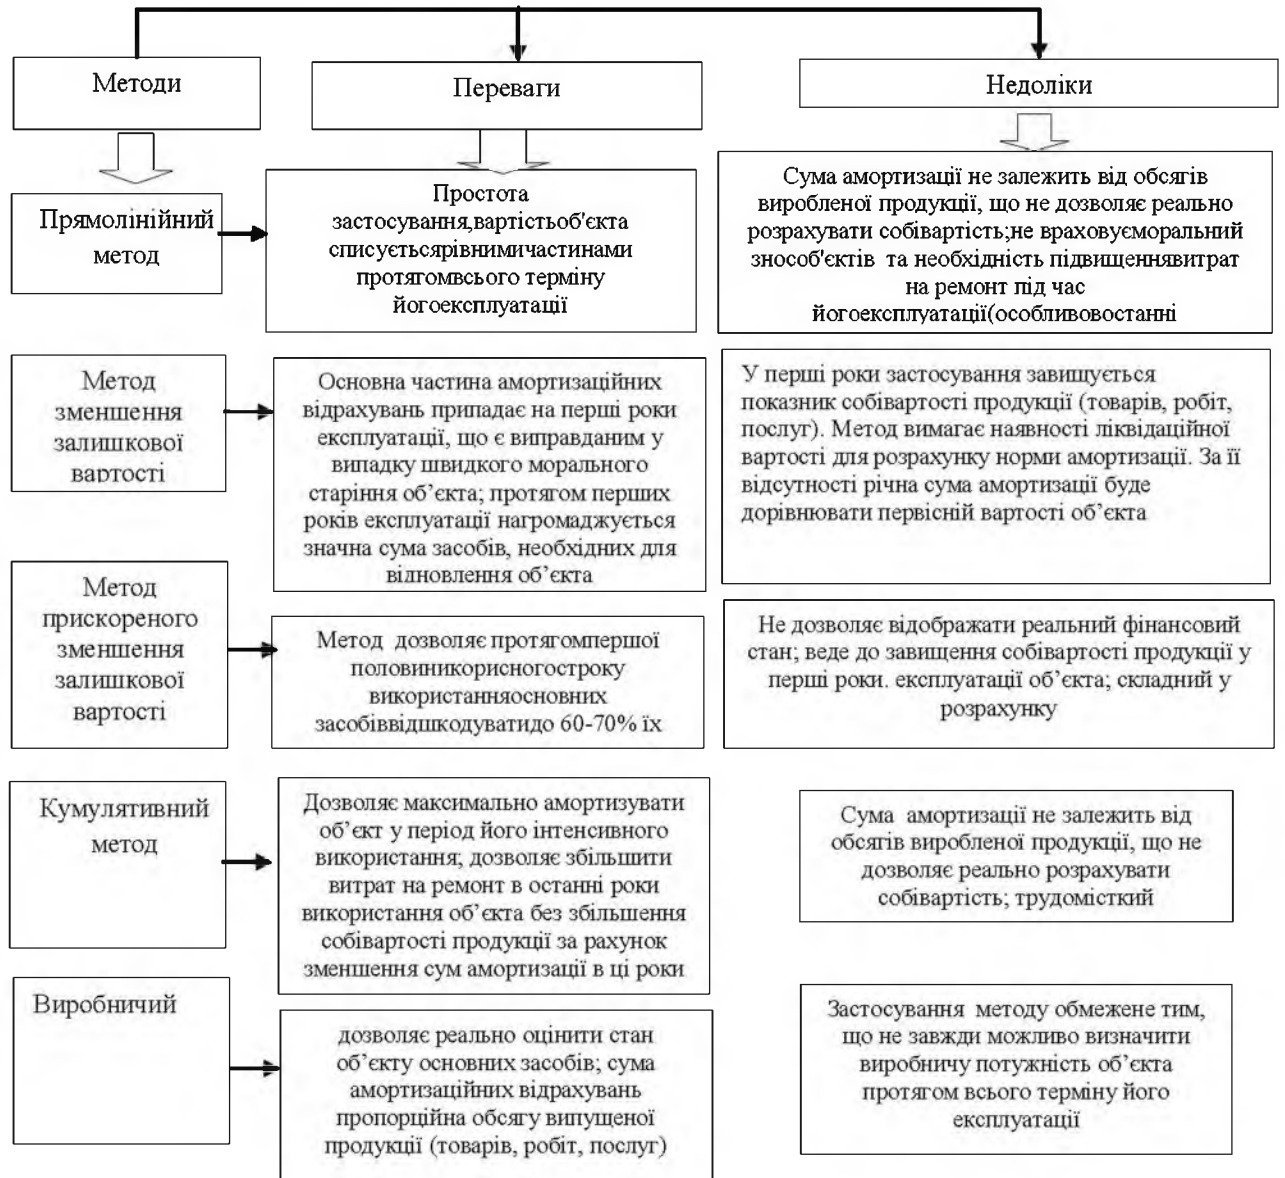 Методи
Переваги
Недоліки
Прямолінійний
метод
Простота
застосування,вартістьоб'єкта
списуєтьсярівнимичастинами
протягомвсього терміну
йогоексплуатації
Сума амортизації не залежить від обсягів
виробленої продукції, що не дозволяє реально
розрахувати собівартість;не враховуєморальний
знособ'єктів та необхідність підвищеннявитрат
на ремонт під час
йогоексплуатації(особливовостанні
Метод
зменшення
залишкової
вартості
Основна частина амортизаційних
відрахувань припадає на перші роки
експлуатації, що є виправданим у
випадку швидкого морального
старіння об’єкта; протягом перших
років експлуатації нагромаджується
значна сума засобів, необхідних для
відновлення об’єкта
У перші роки застосування завищується
показник собівартості продукції (товарів, робіт,
послуг). Метод вимагає наявності ліквідаційної
вартості для розрахунку норми амортизації. За її
відсутності річна сума амортизації буде
дорівнювати первісній вартості об’єкта
Метод
прискореного
зменшення
залишкової
вартості
Метод дозволяє протягомпершої
половиникорисногостроку
використанняосновних
засобіввідшкодуватидо 60-70% їх
Не дозволяє відображати реальний фінансовий
стан; веде до завищення собівартості продукції у
перші роки. експлуатації об’єкта; складний у
розрахунку
Кумулятивний
метод
Дозволяє максимально амортизувати
об’єкт у період його інтенсивного
використання; дозволяє збільшити
витрат на ремонт в останні роки
використання об’єкта без збільшення
собівартості продукції за рахунок
зменшення сум амортизації в ці роки
Сума амортизації не залежить від
обсягів виробленої продукції, що не
дозволяє реально розрахувати
собівартість; трудомісткий
Виробничий
дозволяє реально оцінити стан
об’єкту основних засобів; сума
амортизаційних відрахувань
пропорційна обсягу випущеної
продукції (товарів, робіт, послуг)
Застосування методу обмежене тим,
що не завжди можливо визначити
виробничу потужність об’єкта
протягом всього терміну його
експлуатації